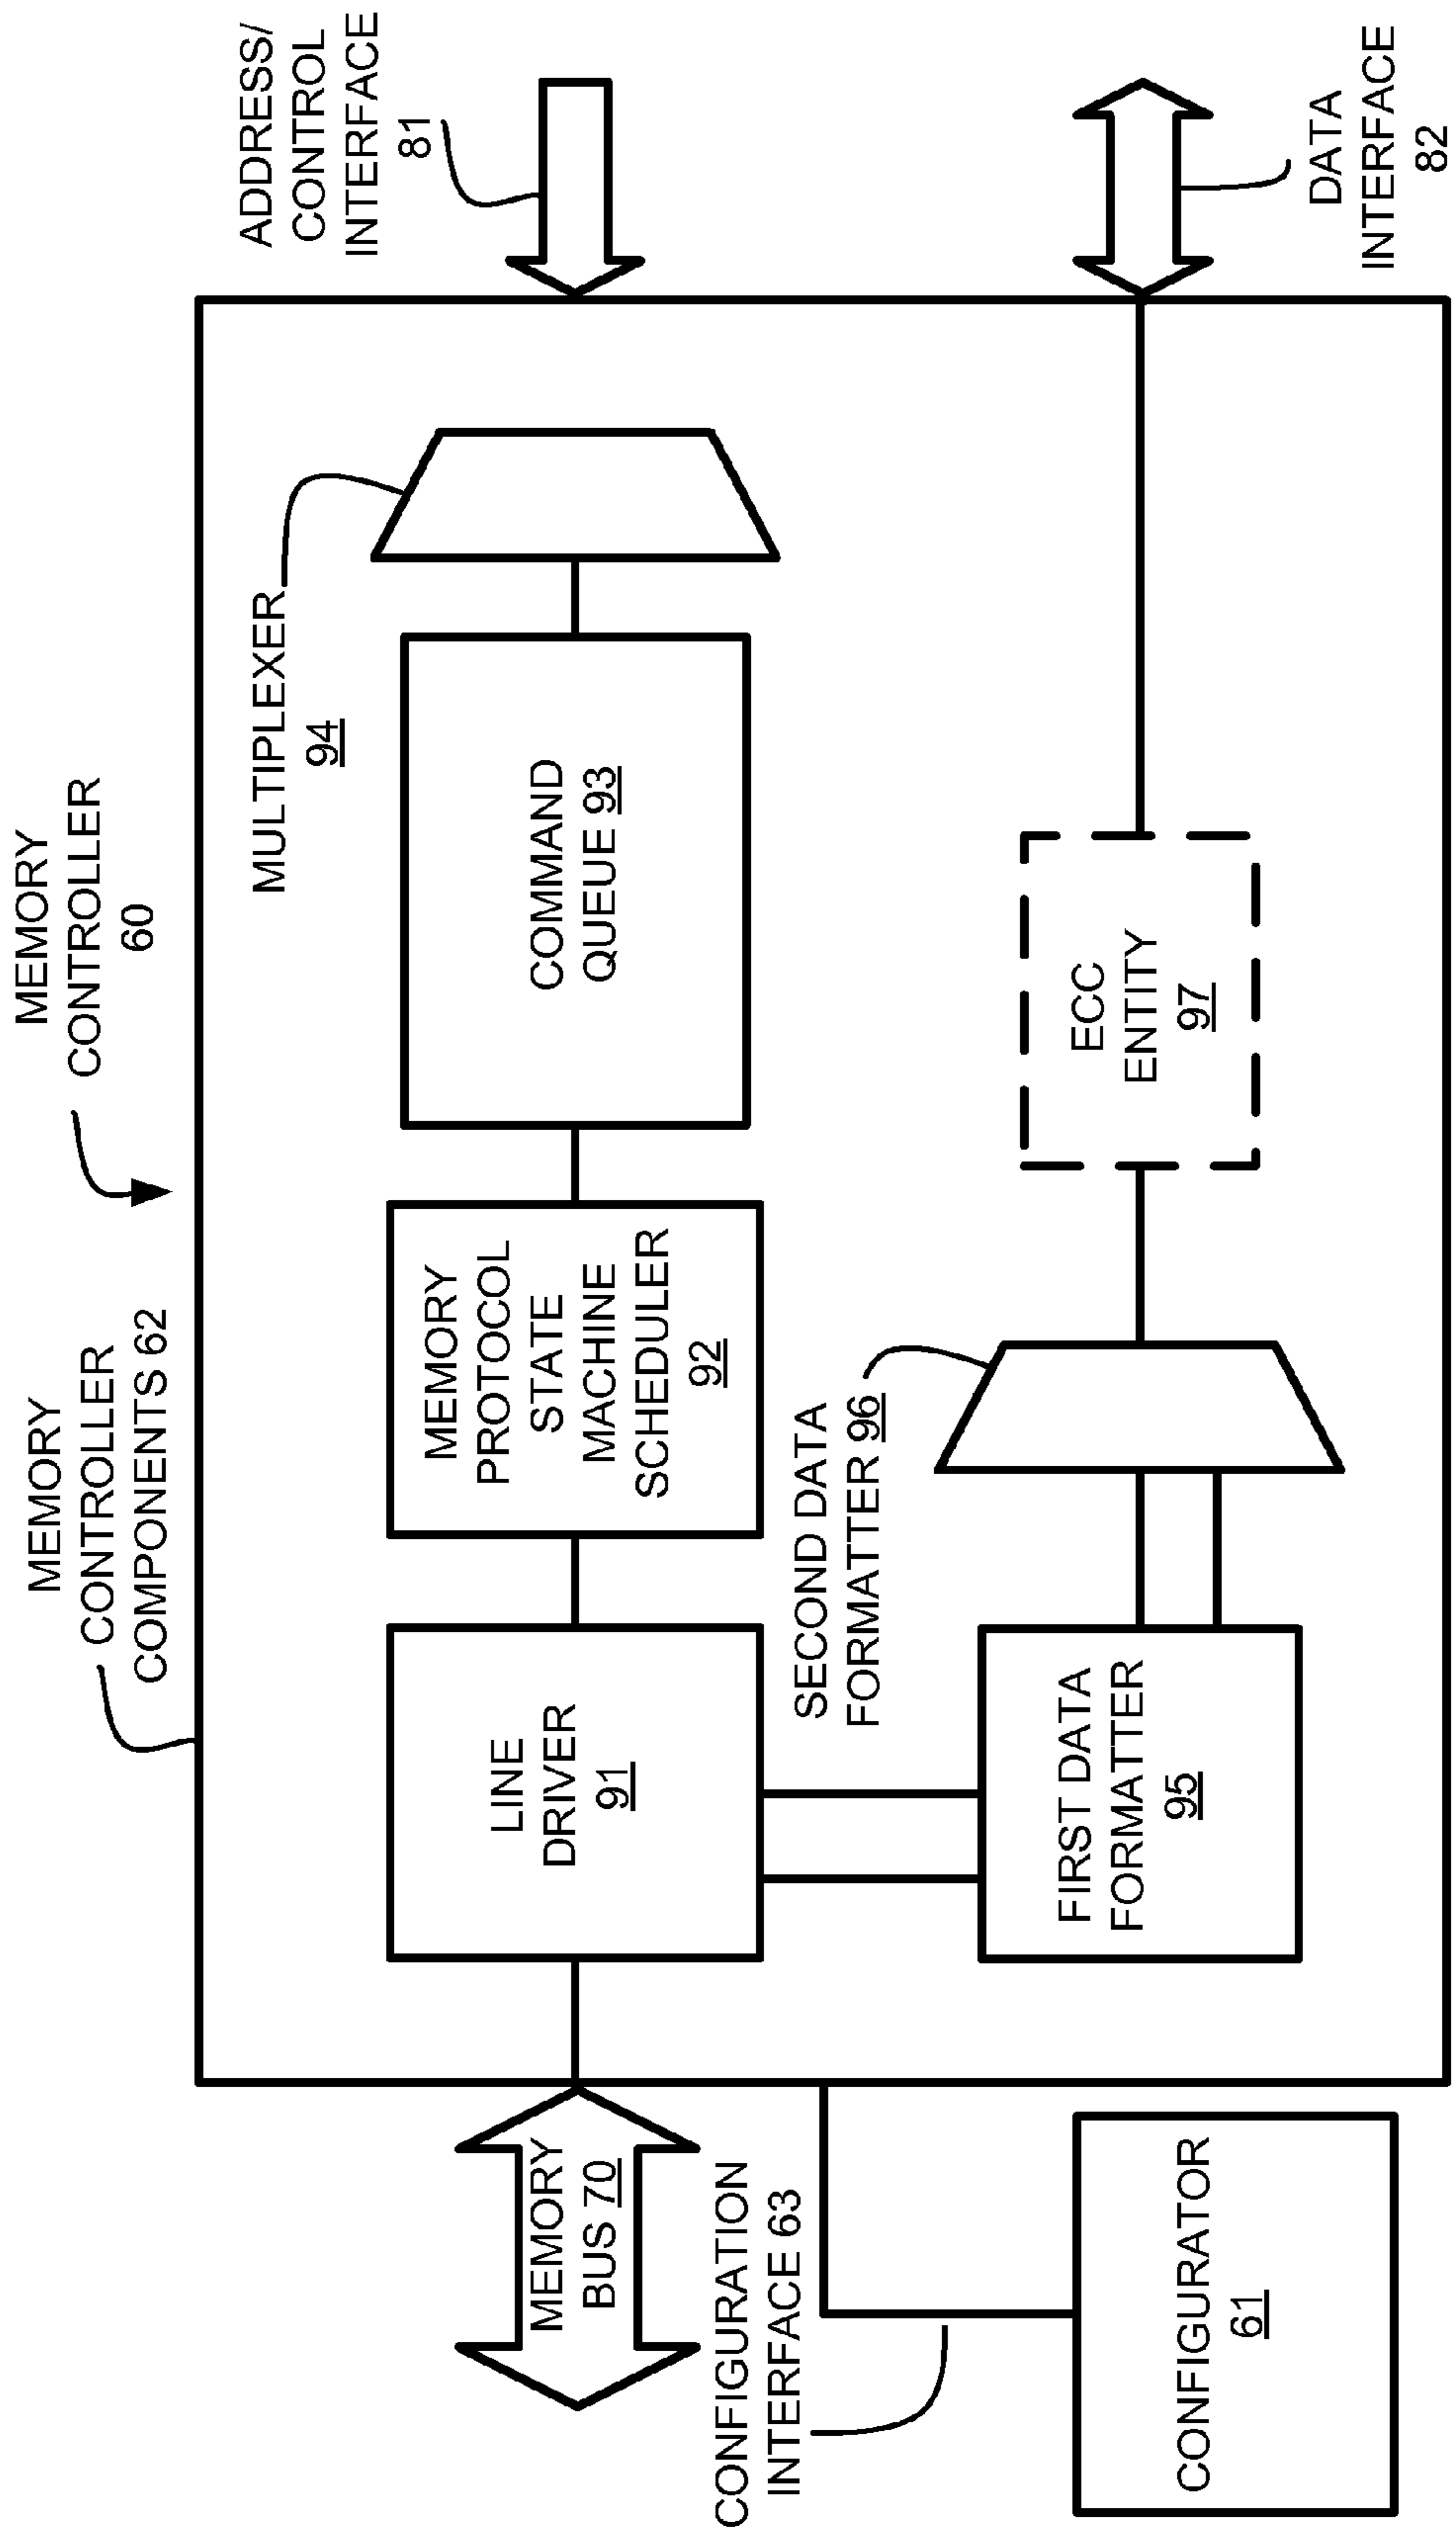 MEMORY
CONTROLLER
60
MEMORY
CONTROLLER
COMPONENTS 62
ADDRESS/
CONTROL
INTERFACE
81
MULTIPLEXER
94
MEMORY
BUS 70
LINE
DRIVER
91
MEMORY
PROTOCOL
STATE
MACHINE
SCHEDULER
92
COMMAND
QUEUE 93
CONFIGURATION
INTERFACE 63
SECOND DATA
FORMATTER 96
CONFIGURATOR
61
FIRST DATA
FORMATTER
95
ECC
ENTITY
97
DATA
INTERFACE
82